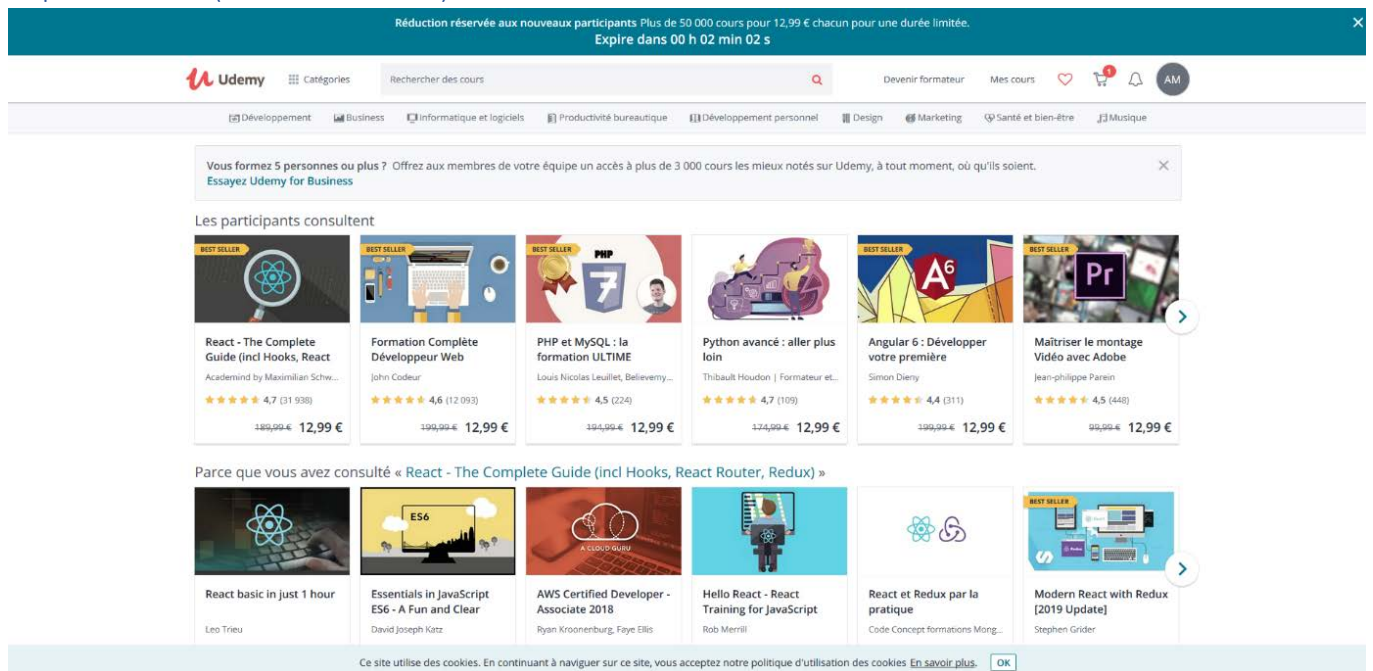 Réduction réservée aux nouveaux participants Plus de 50 000 cours pour 12,99 € chacun pour une durée limitée.
Expire dans 00 h 02 min 02 s
Udemy Catégories Rechercher des cours Devenir formateur Mes cours 1 AM
Développement Business Informatique et logiciels Productivité bureautique Développement personnel Design Marketing Santé et bien-être Musique
Vous formez 5 personnes ou plus ? Offrez aux membres de votre équipe un accès à plus de 3 000 cours les mieux notés sur Udemy, à tout moment, où qu'ils soient.
Essayez Udemy for Business
Les participants consultent
BEST SELLER
React - The Complete
Guide (incl Hooks, React
Academind by Maximilian Schw...
4,7 (31 938)
189,99 € 12,99 €
BEST SELLER
Formation Complète
Développeur Web
John Codeur
4,6 (12 093)
199,99 € 12,99 €
BEST SELLER
PHP
7
PHP et MySQL : la
formation ULTIME
Louis Nicolas Leuillet, Believemy...
4,5 (224)
194,99 € 12,99 €
Python avancé : aller plus
loin
Thibault Houdon | Formateur et...
4,7 (109)
174,99 € 12,99 €
BEST SELLER
A6
Angular 6 : Développer
votre première
Simon Dieny
4,4 (311)
199,99 € 12,99 €
BEST SELLER
Pr
Maîtriser le montage
Vidéo avec Adobe
Jean-philippe Parein
4,5 (448)
99,99 € 12,99 €
Parce que vous avez consulté « React - The Complete Guide (incl Hooks, React Router, Redux) »
React basic in just 1 hour
Leo Trieu
ES6
Essentials in JavaScript
ES6 - A Fun and Clear
David Joseph Katz
A CLOUD GURU
AWS Certified Developer -
Associate 2018
Ryan Kroonenburg, Faye Ellis
Hello React - React
Training for JavaScript
Rob Merrill
React et Redux par la
pratique
Code Concept formations Mong...
BEST SELLER
Modern React with Redux
[2019 Update]
Stephen Grider
Ce site utilise des cookies. En continuant à naviguer sur ce site, vous acceptez notre politique d'utilisation des cookies En savoir plus. OK